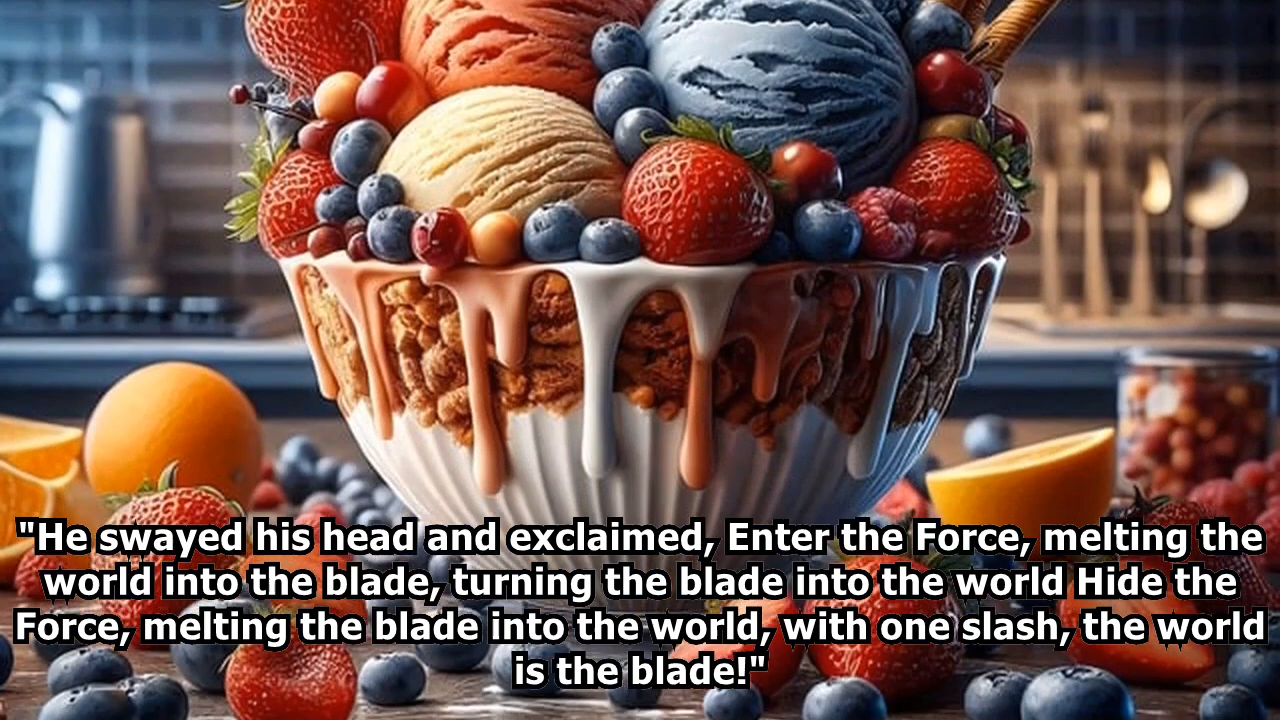 "He swayed his head and exclaimed, Enter the Force, melting the
world into the blade, turning the blade into the world Hide the
Force, melting the blade into the world, with one slash, the world
is the blade!"